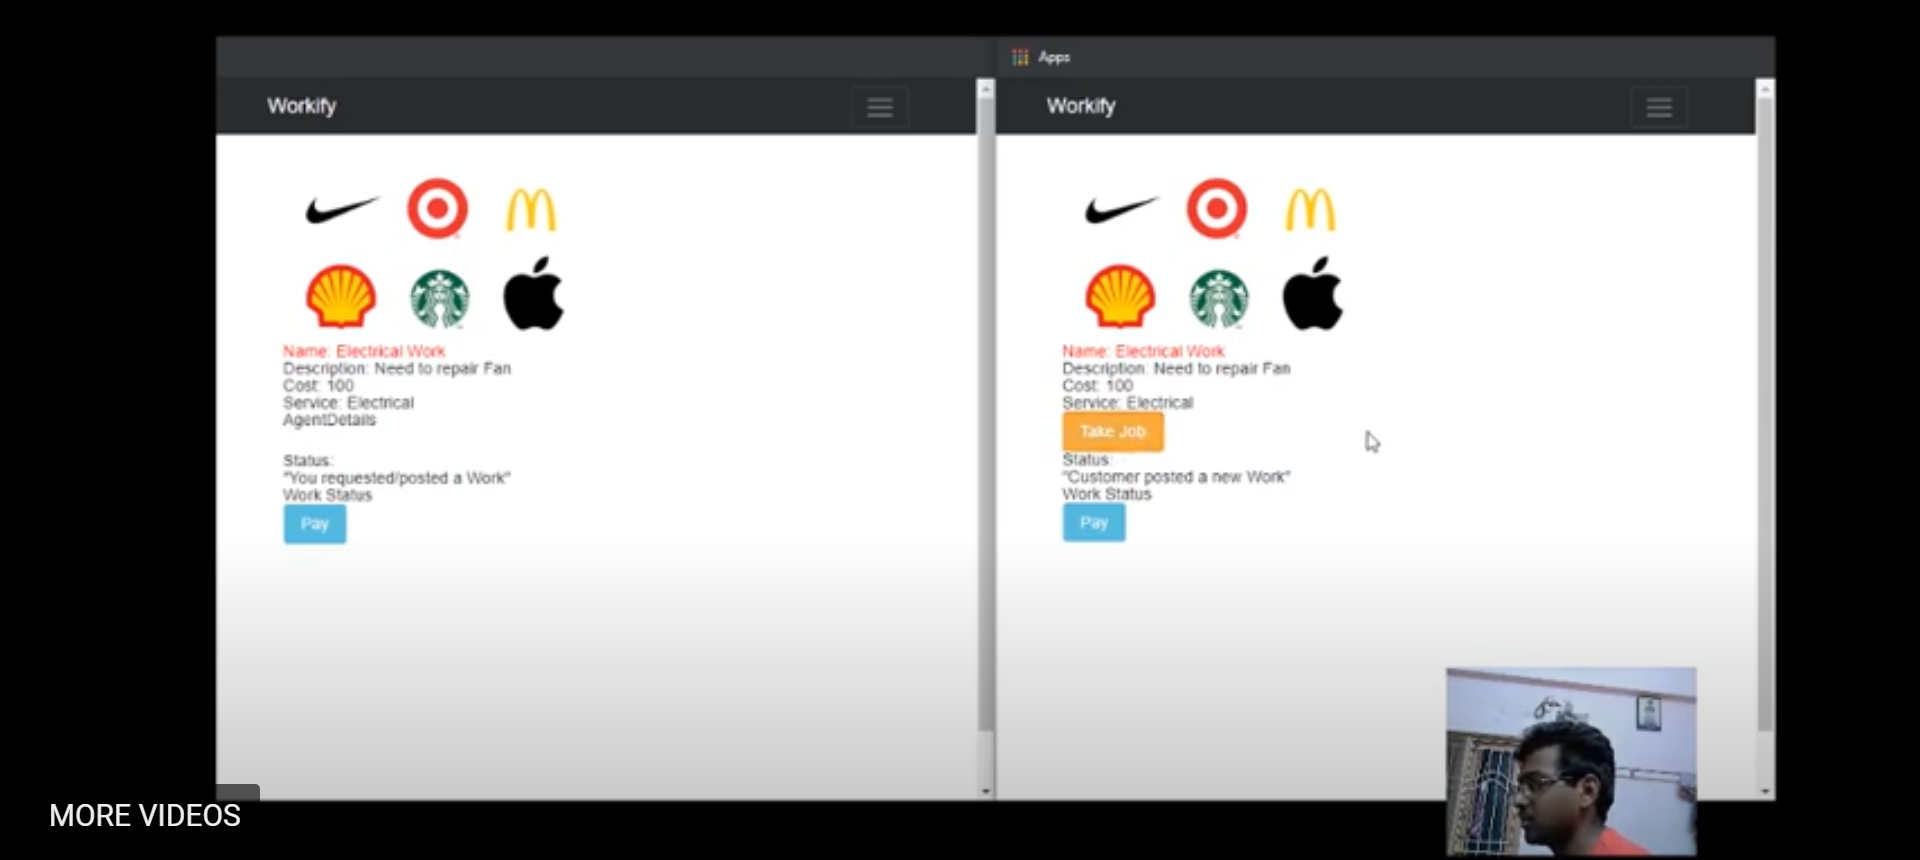 Apps
Workify
Name: Electrical Work
Description: Need to repair Fan
Cost: 100
Service: Electrical
AgentDetails
Status:
"You requested/posted a Work"
Work Status
Pay
Workify
Name: Electrical Work
Description: Need to repair Fan
Cost: 100
Service: Electrical
Take Job
Status:
"Customer posted a new Work"
Work Status
Pay
MORE VIDEOS